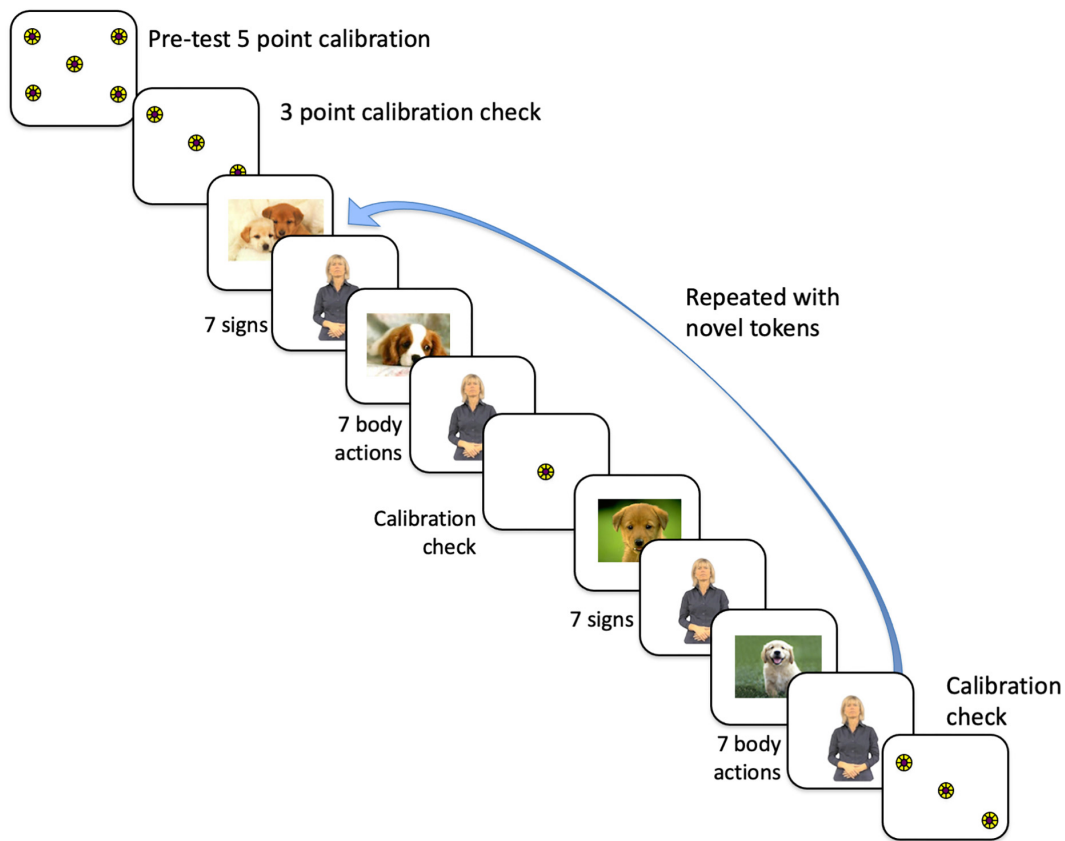 Pre-test 5 point calibration
3 point calibration check
7 signs
7 body
actions
Calibration
check
7 signs
7 body
actions
Repeated with
novel tokens
Calibration
check